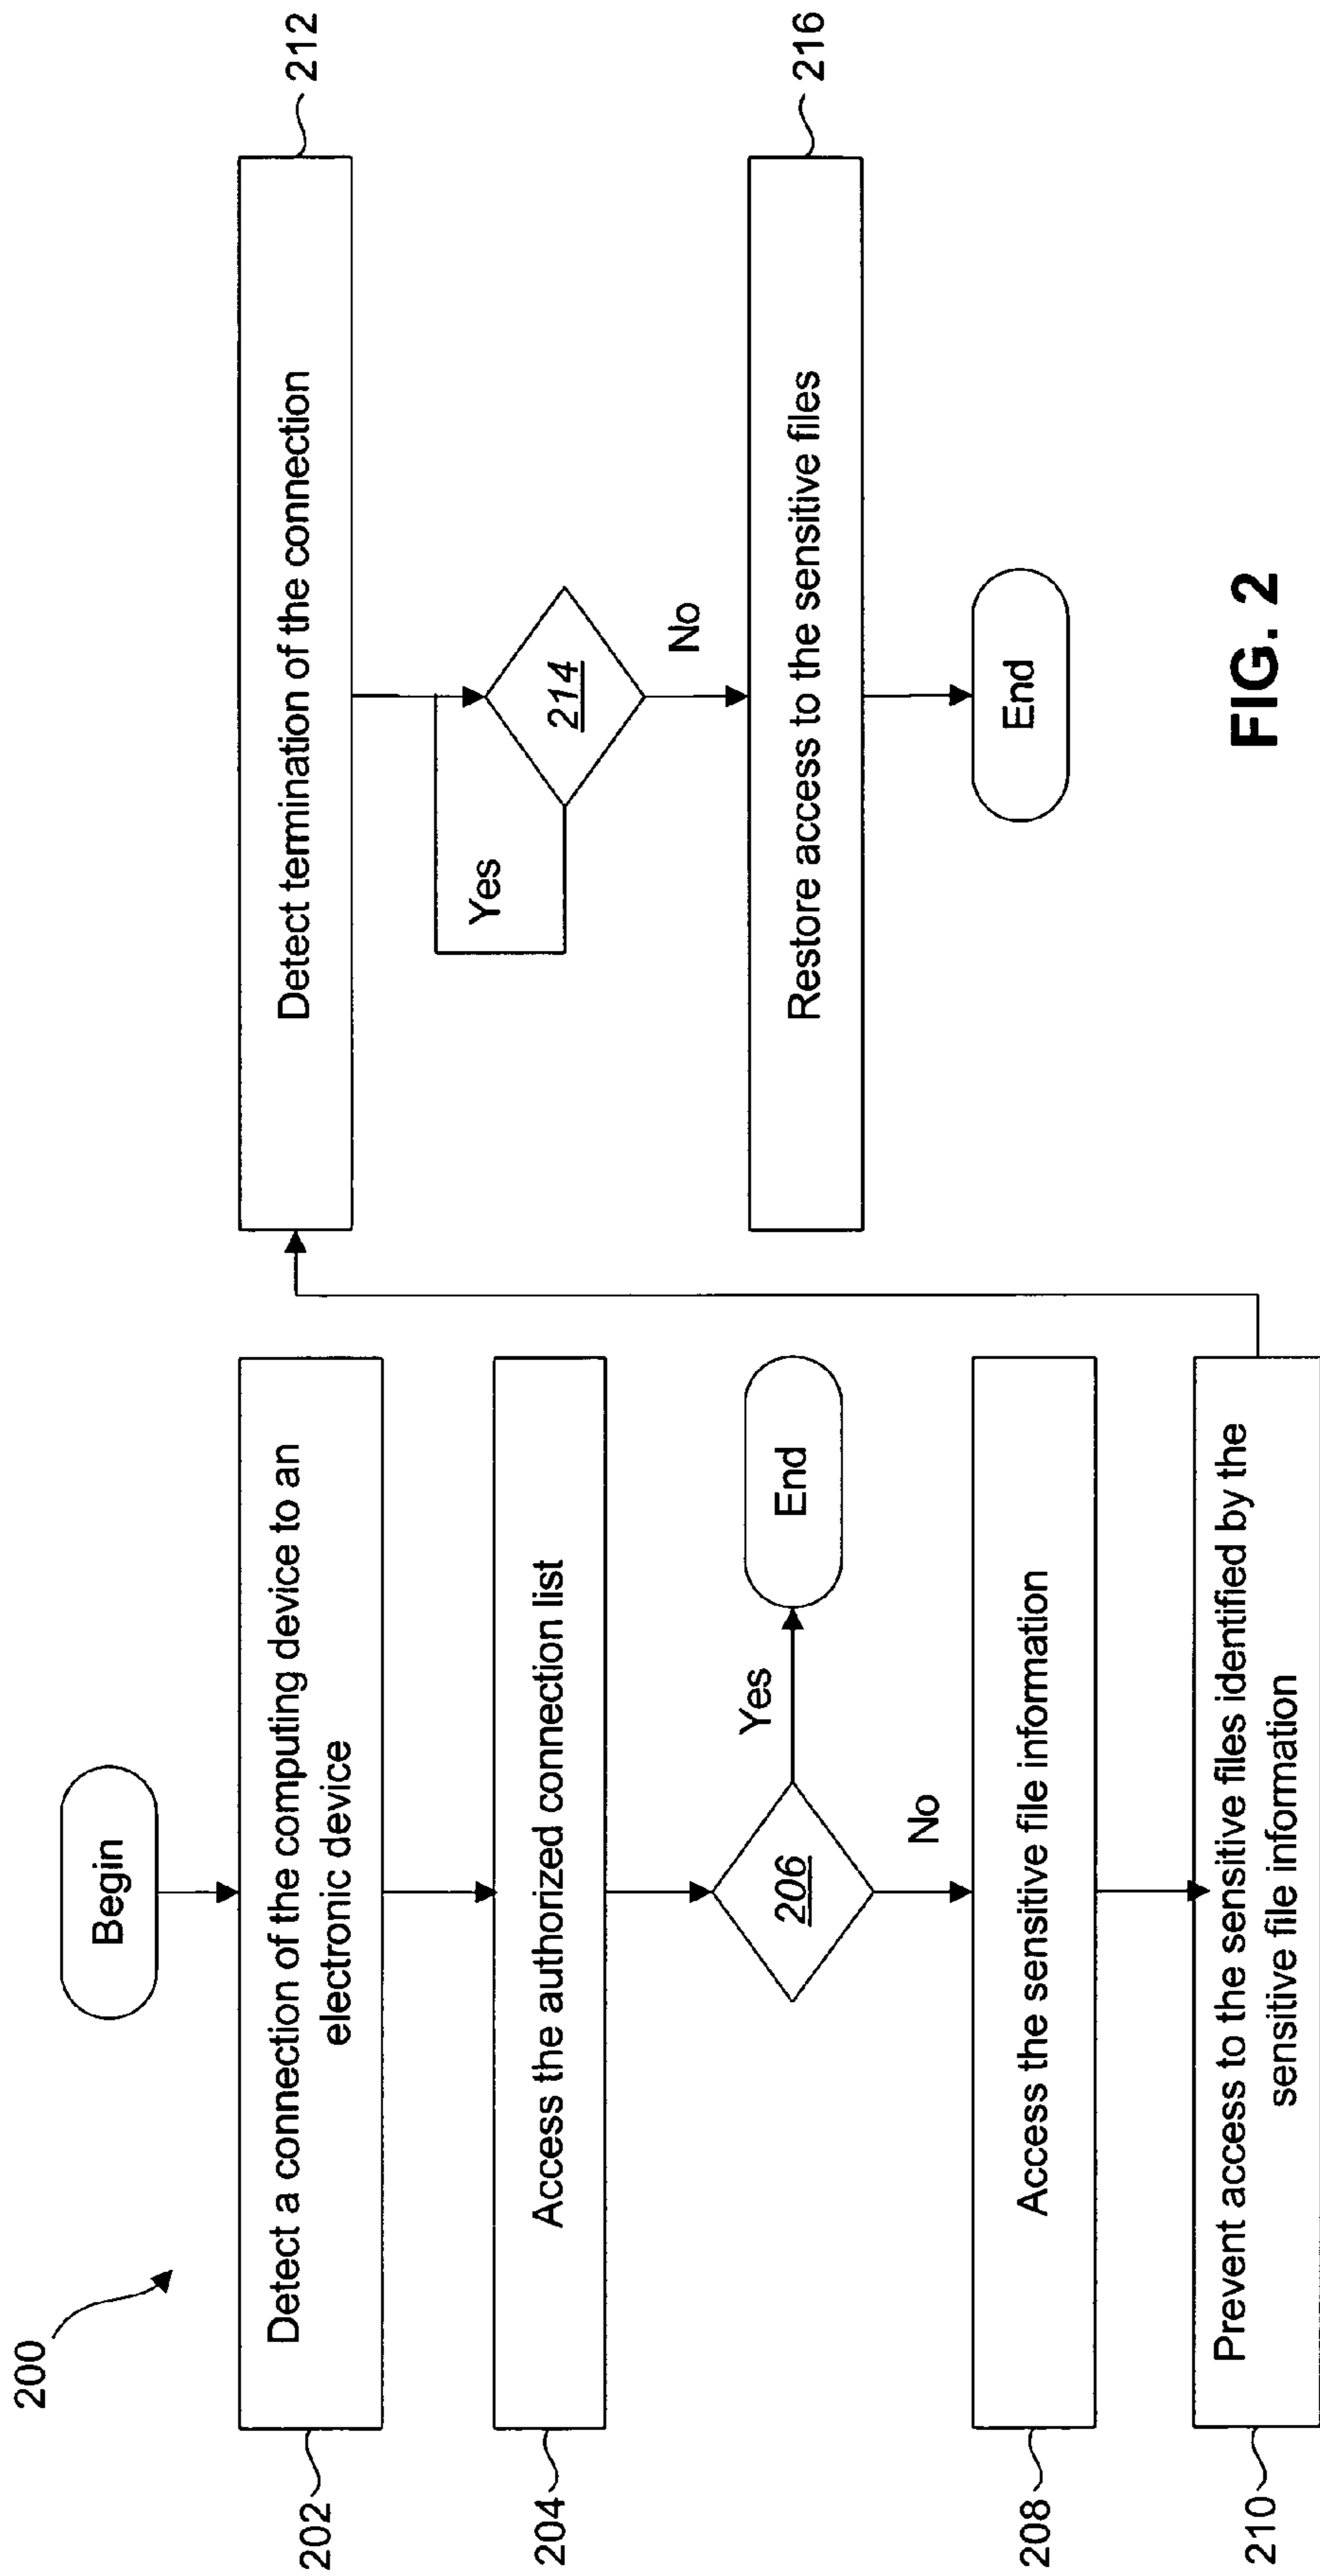 200
Begin
202
Detect a connection of the computing device to an
electronic device
204
Access the authorized connection list
206
Yes
End
No
208
Access the sensitive file information
210
Prevent access to the sensitive files identified by the
sensitive file information
212
Detect termination of the connection
214
Yes
No
216
Restore access to the sensitive files
End
FIG. 2